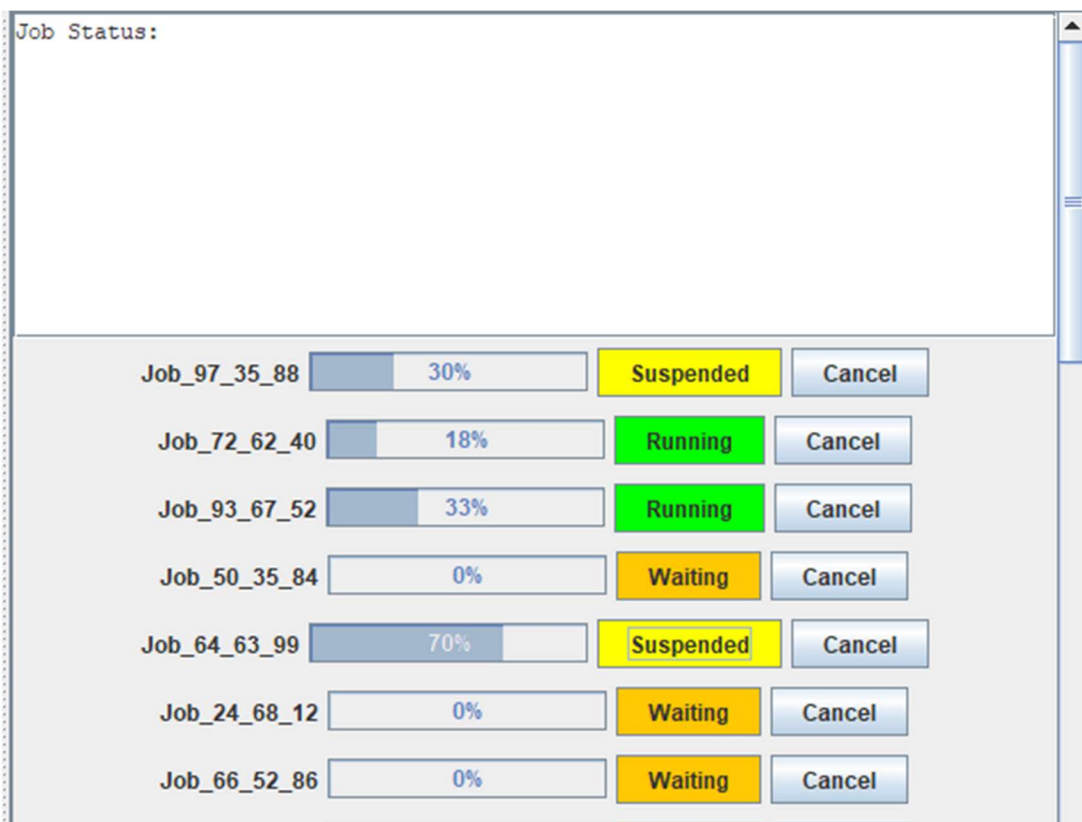 Job Status:
Job_97_35_88 30% Suspended Cancel
Job_72_62_40 18% Running Cancel
Job_93_67_52 33% Running Cancel
Job_50_35_84 0% Waiting Cancel
Job_64_63_99 70% Suspended Cancel
Job_24_68_12 0% Waiting Cancel
Job_66_52_86 0% Waiting Cancel